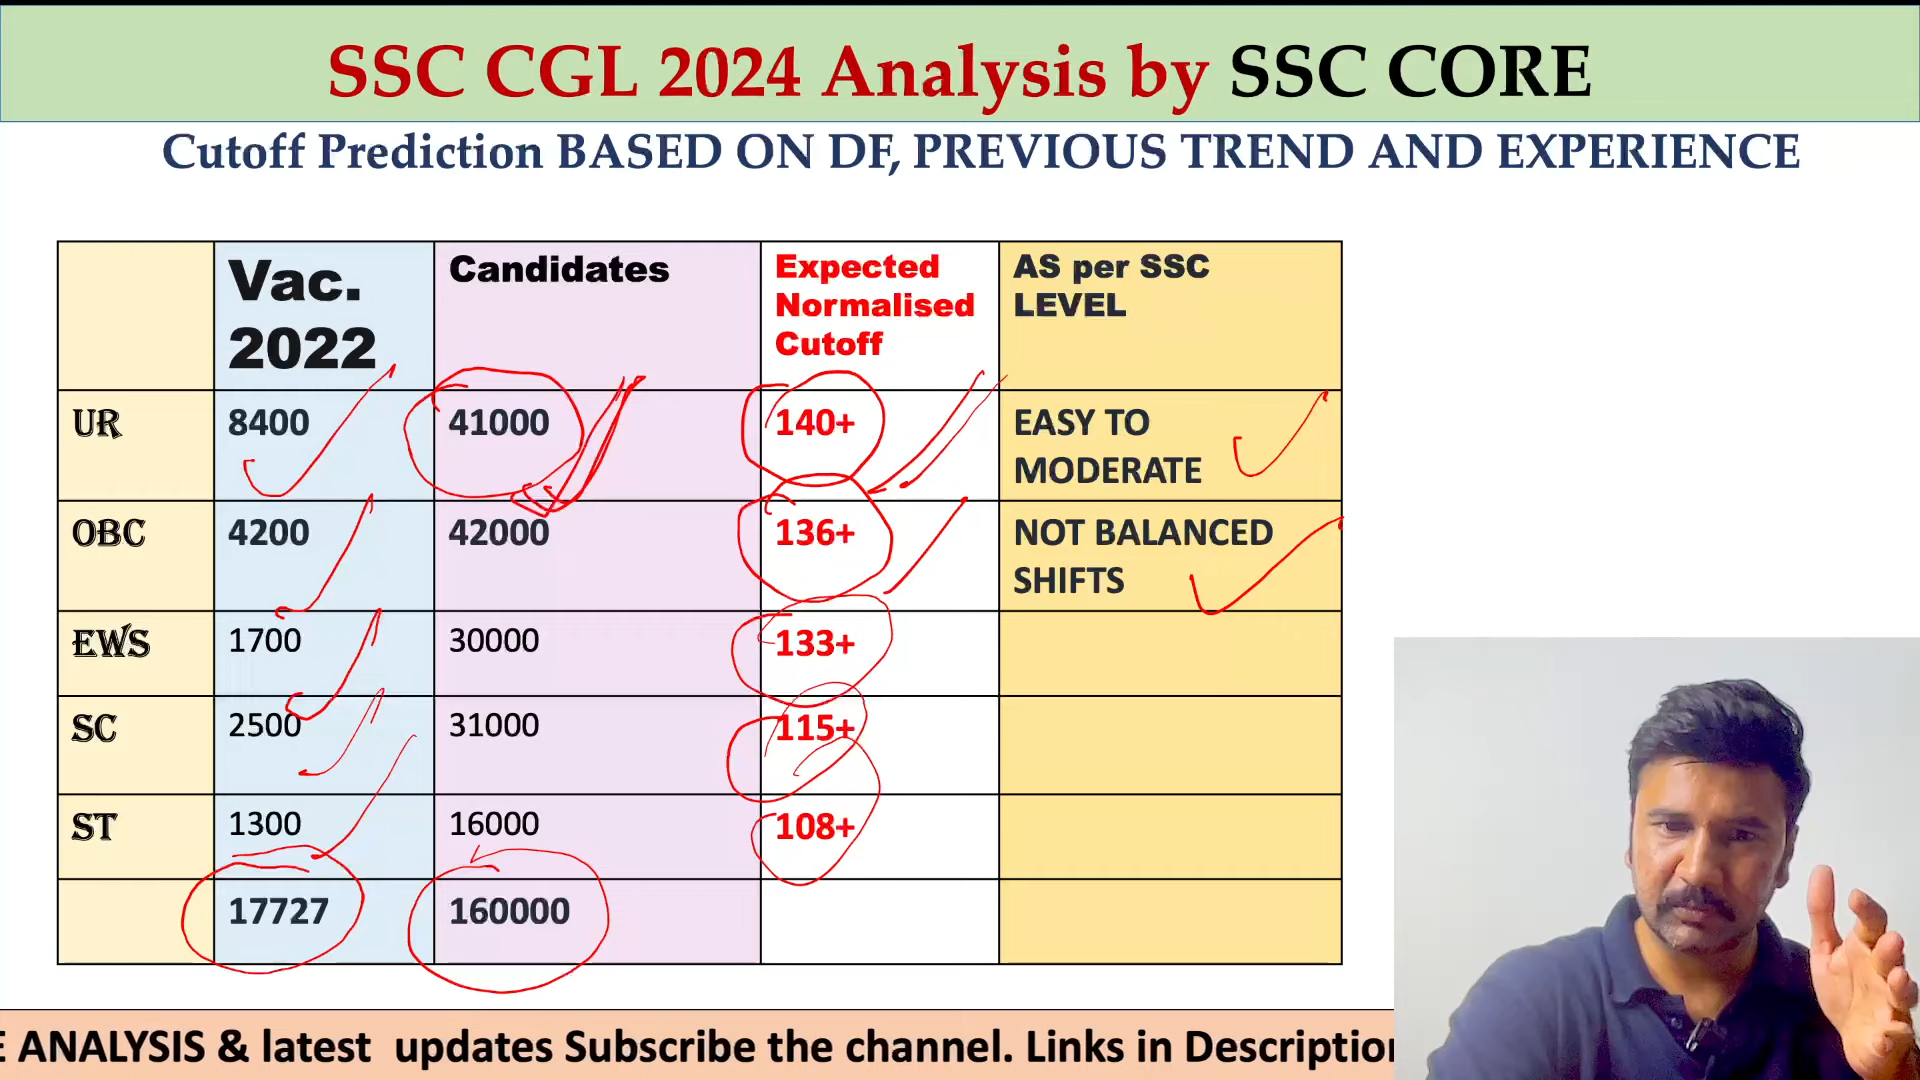 SSC CGL 2024 Analysis by SSC CORE
Cutoff Prediction BASED ON DF, PREVIOUS TREND AND EXPERIENCE
Vac. 2022
Candidates
Expected Normalised Cutoff
AS per SSC LEVEL
UR 8400 41000 140+ EASY TO MODERATE
OBC 4200 42000 136+ NOT BALANCED SHIFTS
EWS 1700 30000 133+
SC 2500 31000 115+
ST 1300 16000 108+
17727 160000
ANALYSIS & latest updates Subscribe the channel. Links in Description